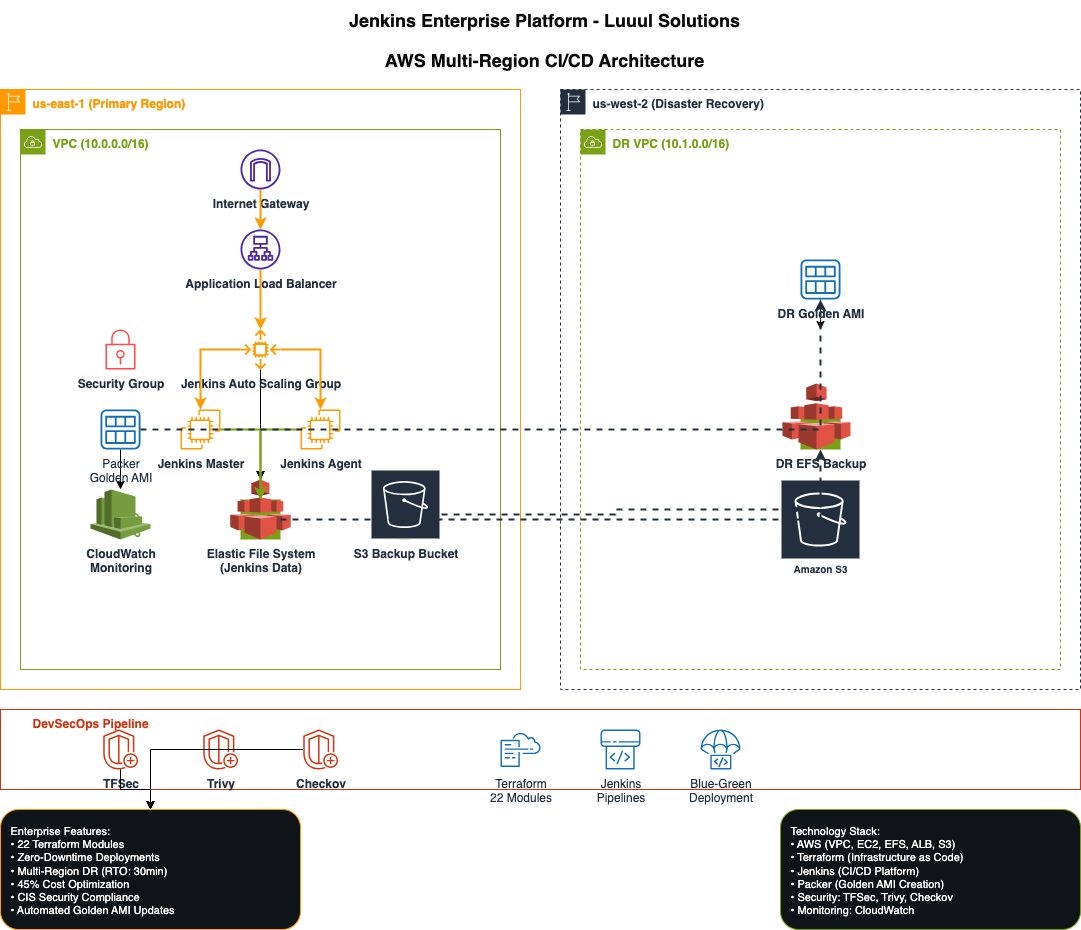 Jenkins Enterprise Platform - Luuul Solutions
AWS Multi-Region CI/CD Architecture
us-east-1 (Primary Region)
us-west-2 (Disaster Recovery)
VPC (10.0.0.0/16)
DR VPC (10.1.0.0/16)
Internet Gateway
Application Load Balancer
DR Golden AMI
Security Group
Jenkins Auto Scaling Group
Packer
Golden AMI
Jenkins Master
Jenkins Agent
DR EFS Backup
CloudWatch
Monitoring
Elastic File System
(Jenkins Data)
S3 Backup Bucket
Amazon S3
DevSecOps Pipeline
TFSec
Trivy
Checkov
Terraform
22 Modules
Jenkins
Pipelines
Blue-Green
Deployment
Enterprise Features:
• 22 Terraform Modules
• Zero-Downtime Deployments
• Multi-Region DR (RTO: 30min)
• 45% Cost Optimization
• CIS Security Compliance
• Automated Golden AMI Updates
Technology Stack:
• AWS (VPC, EC2, EFS, ALB, S3)
• Terraform (Infrastructure as Code)
• Jenkins (CI/CD Platform)
• Packer (Golden AMI Creation)
• Security: TFSec, Trivy, Checkov
• Monitoring: CloudWatch